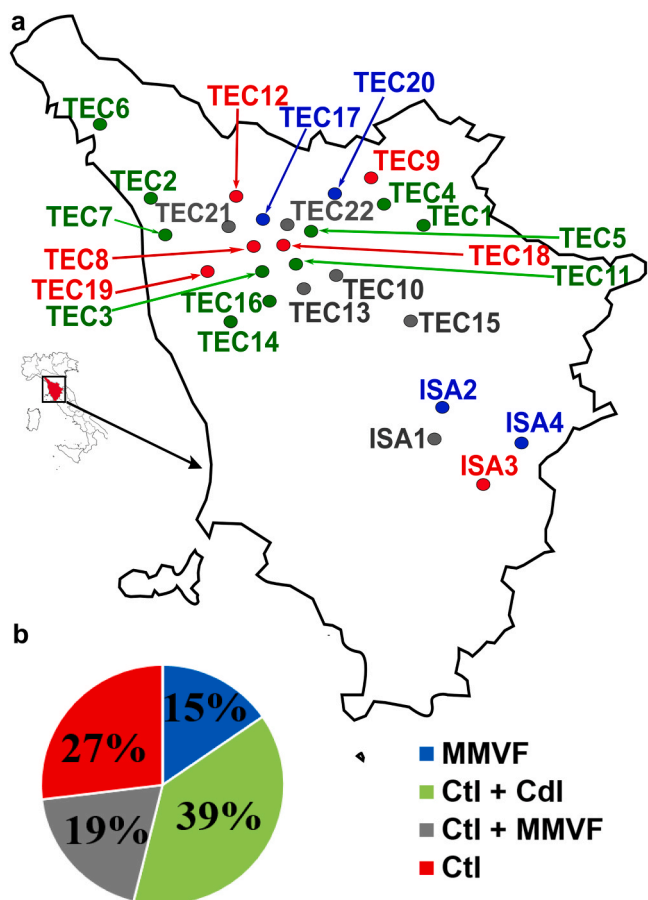 a
TEC12
TEC20
TEC17
TEC6
TEC9
TEC2
TEC4
TEC21
TEC22
TEC1
TEC7
TEC5
TEC8
TEC18
TEC11
TEC19
TEC10
TEC16
TEC3
TEC13
TEC15
TEC14
ISA2
ISA4
ISA1
ISA3
b
15%
27%
39%
19%
MMVF
Ctl + Cdl
Ctl + MMVF
Ctl